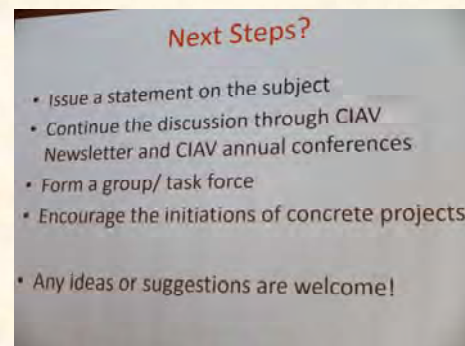 Next Steps?
• Issue a statement on the subject
• Continue the discussion through CIAV
Newsletter and CIAV annual conferences
• Form a group/ task force
• Encourage the initiations of concrete projects
• Any ideas or suggestions are welcome!